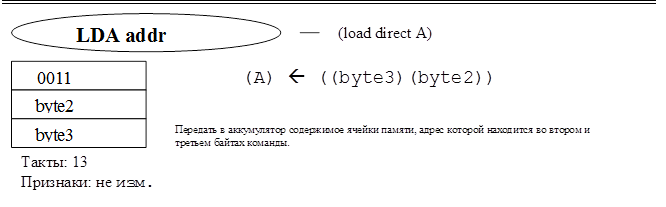 LDA addr — (load direct A)
0011 (A) ← ((byte3)(byte2))
byte2
byte3 Передать в аккумулятор содержимое ячейки памяти, адрес которой находится во втором и
третьем байтах команды.
Такты: 13
Признаки: не изм.